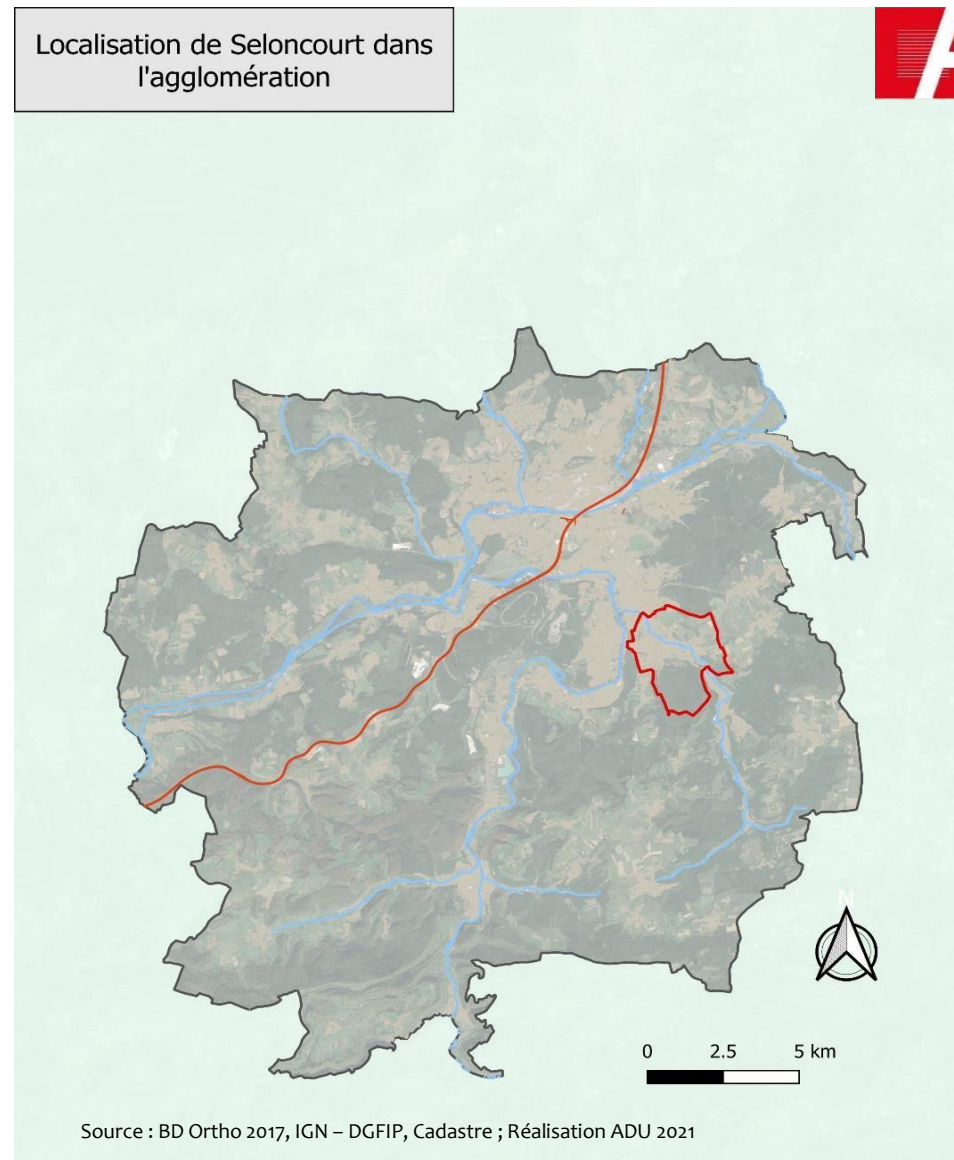 Localisation de Seloncourt dans
l'agglomération
A
N
0 2.5 5 km
Source : BD Ortho 2017, IGN – DGFIP, Cadastre ; Réalisation ADU 2021